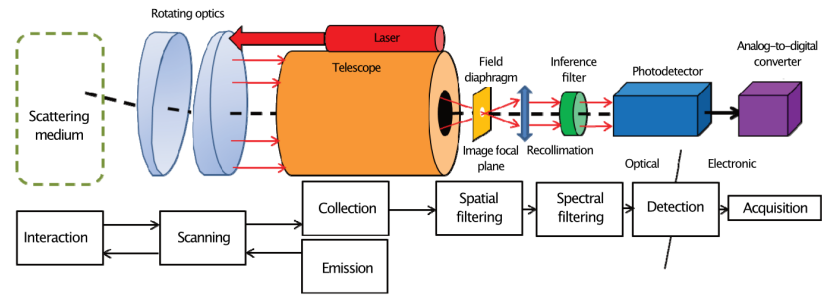 Rotating optics
Laser
Telescope
Scattering
medium
Field
diaphragm
Image focal
plane
Recollimation
Inference
filter
Photodetector
Analog-to-digital
converter
Optical
Electronic
Interaction
Scanning
Collection
Emission
Spatial
filtering
Spectral
filtering
Detection
Acquisition